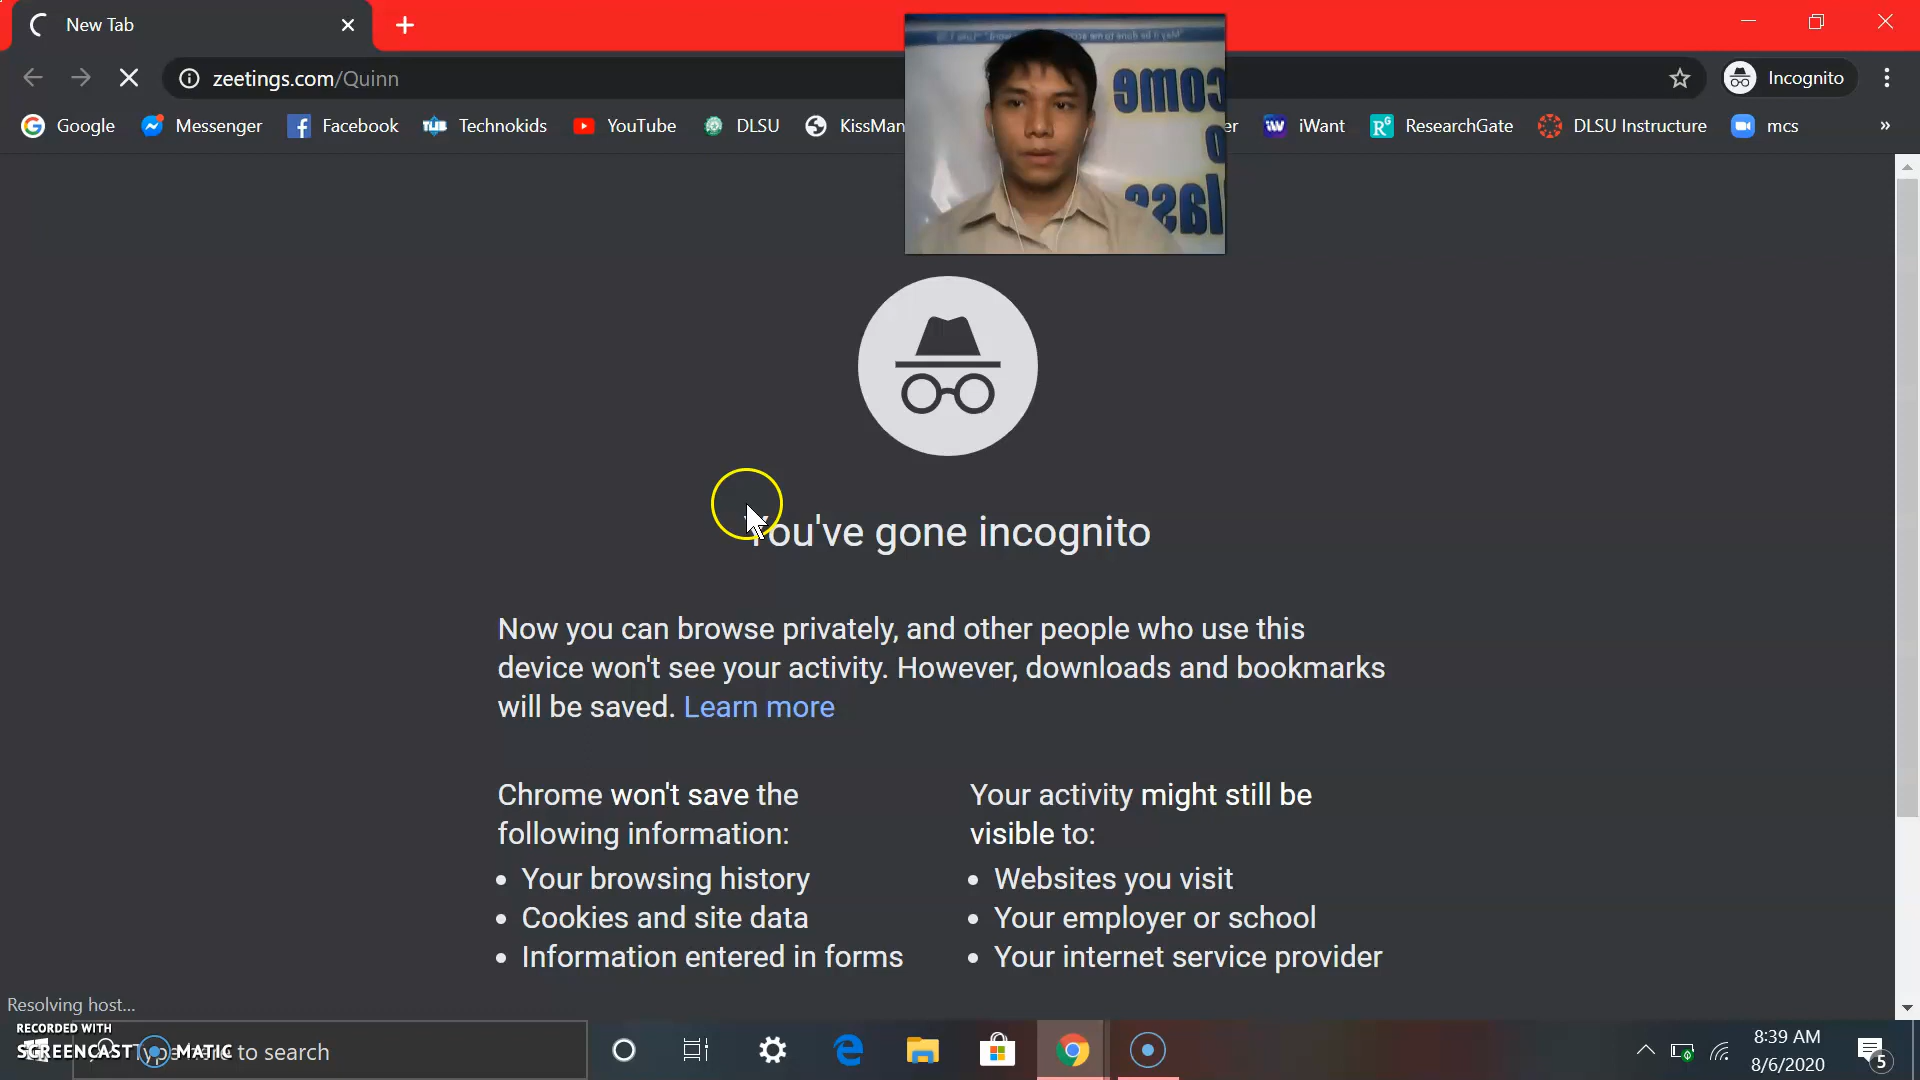 New Tab
zeetings.com/Quinn
Incognito
Google Messenger Facebook Technokids YouTube DLSU KissMan er iWant ResearchGate DLSU Instructure mcs »
come
o
lass
You've gone incognito
Now you can browse privately, and other people who use this
device won't see your activity. However, downloads and bookmarks
will be saved. Learn more
Chrome won't save the
following information:
• Your browsing history
• Cookies and site data
• Information entered in forms
Your activity might still be
visible to:
• Websites you visit
• Your employer or school
• Your internet service provider
Resolving host...
RECORDED WITH
SCREENCAST MATIC
Type here to search
8:39 AM
8/6/2020
5